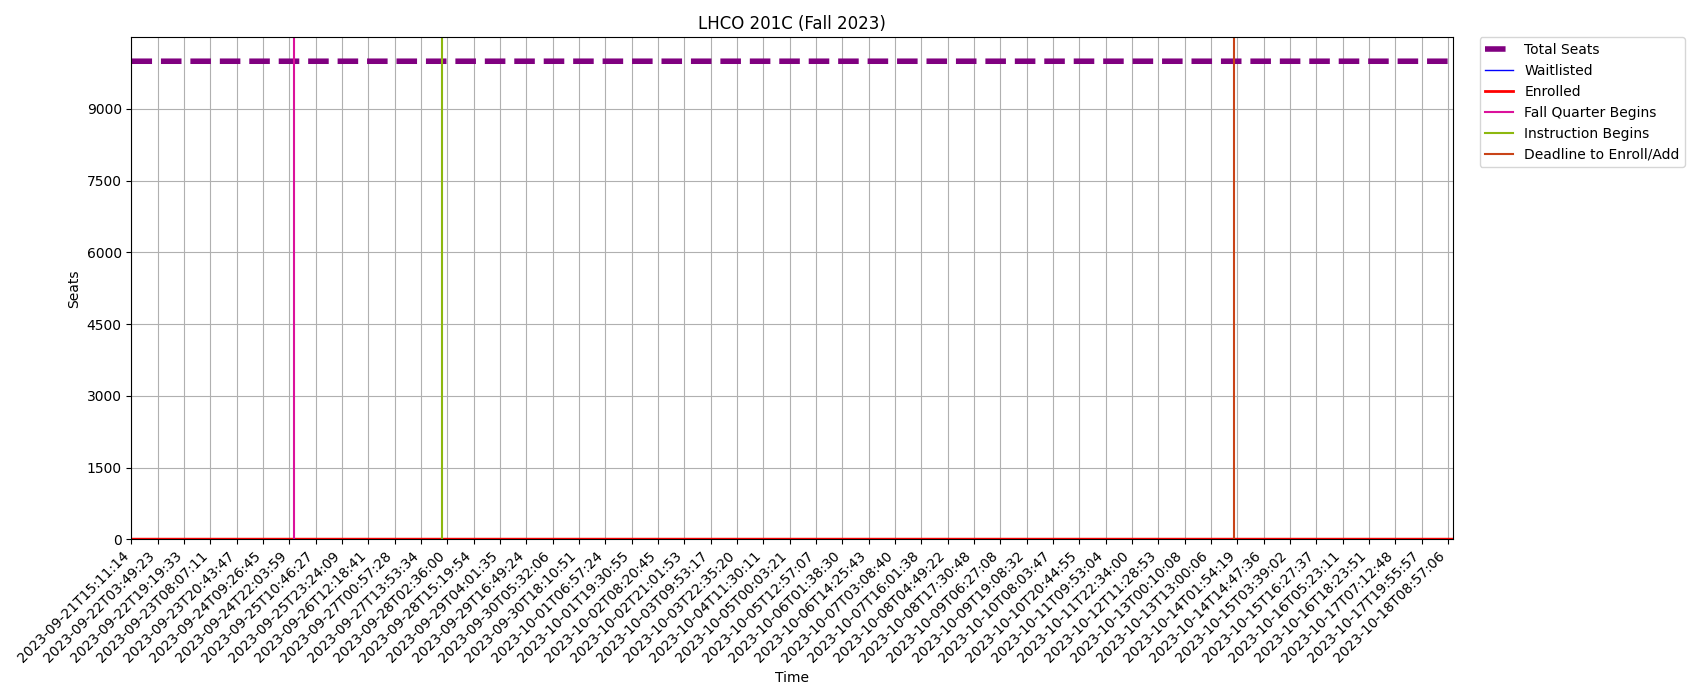 LHCO 201C (Fall 2023)
Total Seats
Waitlisted
Enrolled
Fall Quarter Begins
Instruction Begins
Deadline to Enroll/Add
Seats
9000
7500
6000
4500
3000
1500
0
2023-09-21T15:11:14
2023-09-22T03:49:23
2023-09-22T19:19:33
2023-09-23T08:07:11
2023-09-23T20:43:47
2023-09-24T09:26:45
2023-09-24T22:03:59
2023-09-25T10:46:27
2023-09-25T23:24:09
2023-09-26T12:18:41
2023-09-27T00:57:28
2023-09-27T13:53:34
2023-09-28T02:36:00
2023-09-28T15:19:54
2023-09-29T04:01:35
2023-09-29T16:49:24
2023-09-30T05:32:06
2023-09-30T18:10:51
2023-10-01T06:57:24
2023-10-01T19:30:55
2023-10-02T08:20:45
2023-10-02T21:01:53
2023-10-03T09:53:17
2023-10-03T22:35:20
2023-10-04T11:30:11
2023-10-05T00:03:21
2023-10-05T12:57:07
2023-10-06T01:38:30
2023-10-06T14:25:43
2023-10-07T03:08:40
2023-10-07T16:01:38
2023-10-08T04:49:22
2023-10-08T17:30:48
2023-10-09T06:27:08
2023-10-09T19:08:32
2023-10-10T08:03:47
2023-10-10T20:44:55
2023-10-11T09:53:04
2023-10-11T22:34:00
2023-10-12T11:28:53
2023-10-13T00:10:08
2023-10-13T13:00:06
2023-10-14T01:54:19
2023-10-14T14:47:36
2023-10-15T03:39:02
2023-10-15T16:27:37
2023-10-16T05:23:11
2023-10-16T18:23:51
2023-10-17T07:12:48
2023-10-17T19:55:57
2023-10-18T08:57:06
Time